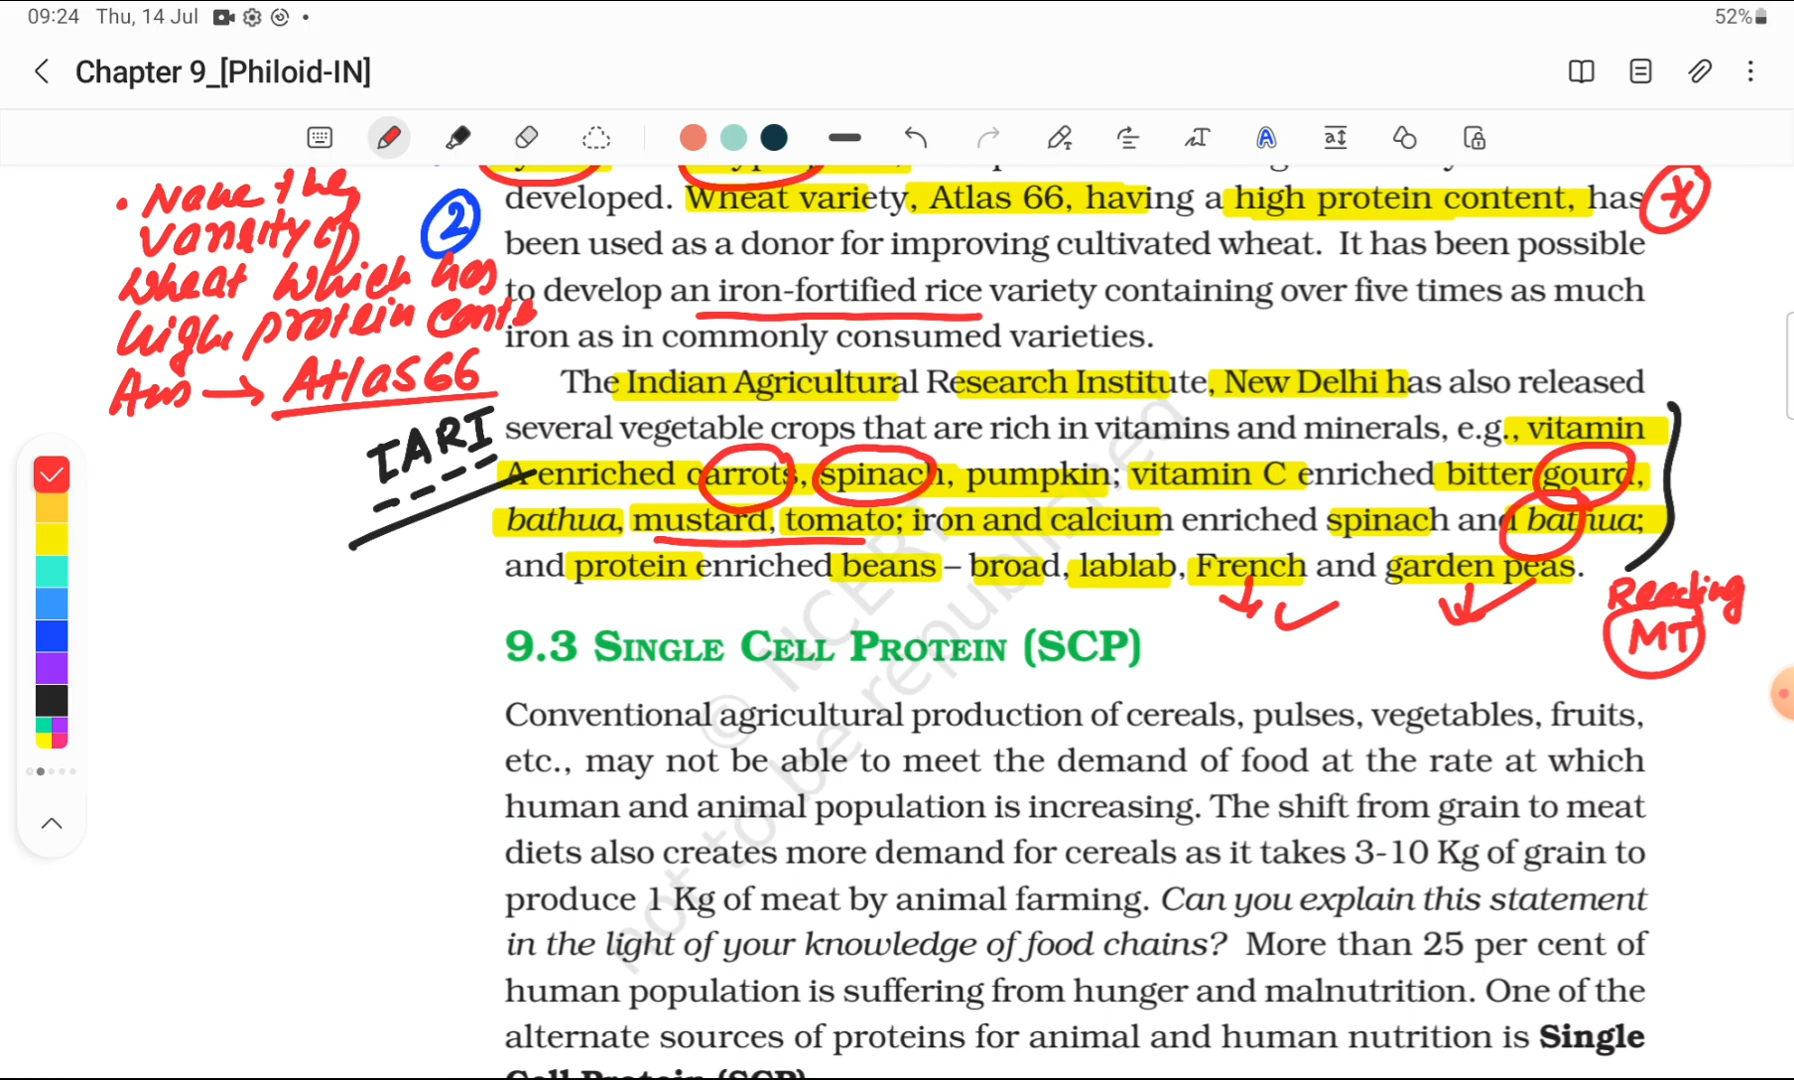 09:24 Thu, 14 Jul
52%
Chapter 9_[Philoid-IN]
developed. Wheat variety, Atlas 66, having a high protein content, has
been used as a donor for improving cultivated wheat. It has been possible
to develop an iron-fortified rice variety containing over five times as much
iron as in commonly consumed varieties.
The Indian Agricultural Research Institute, New Delhi has also released
several vegetable crops that are rich in vitamins and minerals, e.g., vitamin
A enriched carrots, spinach, pumpkin; vitamin C enriched bitter gourd,
bathua, mustard, tomato; iron and calcium enriched spinach and bathua;
and protein enriched beans – broad, lablab, French and garden peas.
9.3 SINGLE CELL PROTEIN (SCP)
Conventional agricultural production of cereals, pulses, vegetables, fruits,
etc., may not be able to meet the demand of food at the rate at which
human and animal population is increasing. The shift from grain to meat
diets also creates more demand for cereals as it takes 3-10 Kg of grain to
produce 1 Kg of meat by animal farming. Can you explain this statement
in the light of your knowledge of food chains? More than 25 per cent of
human population is suffering from hunger and malnutrition. One of the
alternate sources of proteins for animal and human nutrition is Single
Cell Protein (SCP)
• Name the
variety of
wheat which has
high protein
Ans → Atlas 66
2
IARI
Reading
MT
© NCERT
not to be republished